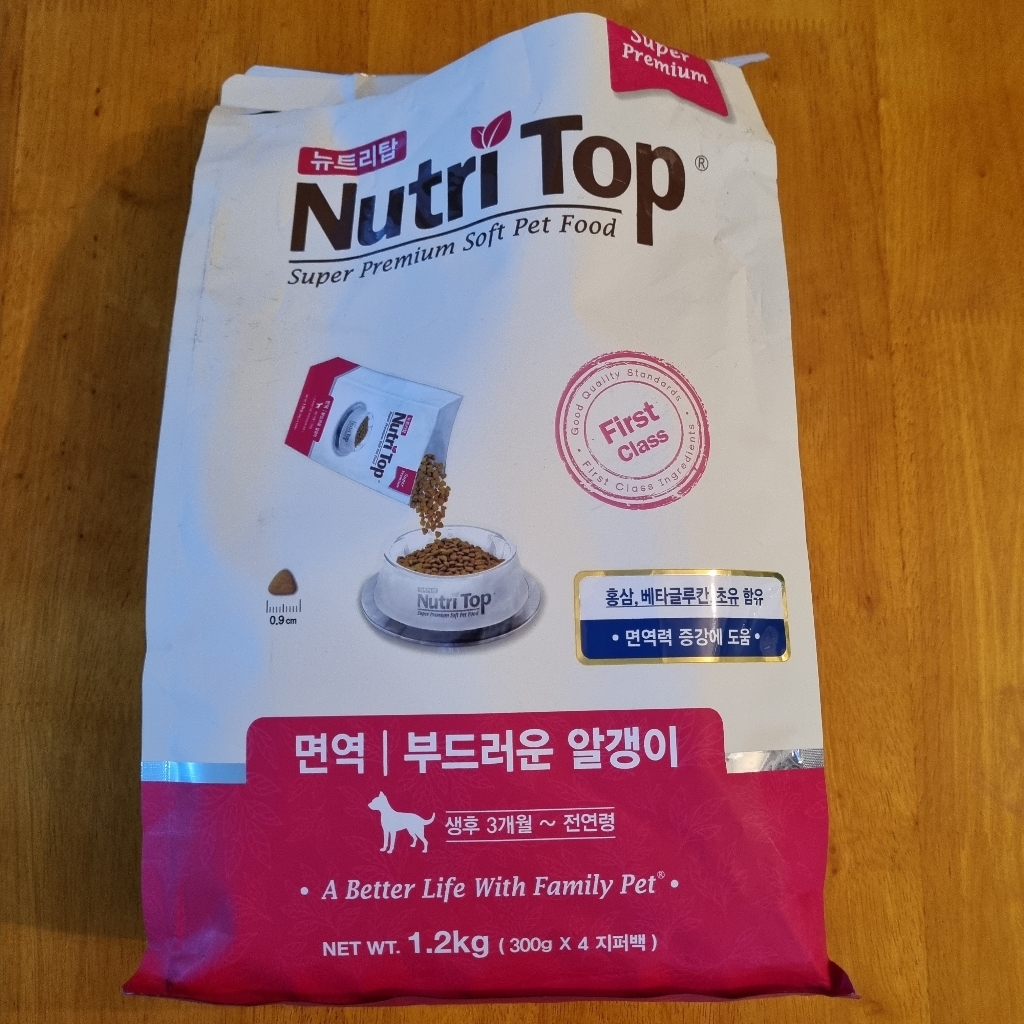 Super
Premium
뉴트리탑
Nutri Top®
Super Premium Soft Pet Food
Nutri Top
Good Quality Standards
First
Class
First Class Ingredients
Nutri Top
Super Premium Soft Pet Food
0.9cm
홍삼, 베타글루칸, 초유 함유
• 면역력 증강에 도움 •
면역 | 부드러운 알갱이
생후 3개월 ~ 전연령
• A Better Life With Family Pet® •
NET WT. 1.2kg ( 300g X 4 지퍼백 )